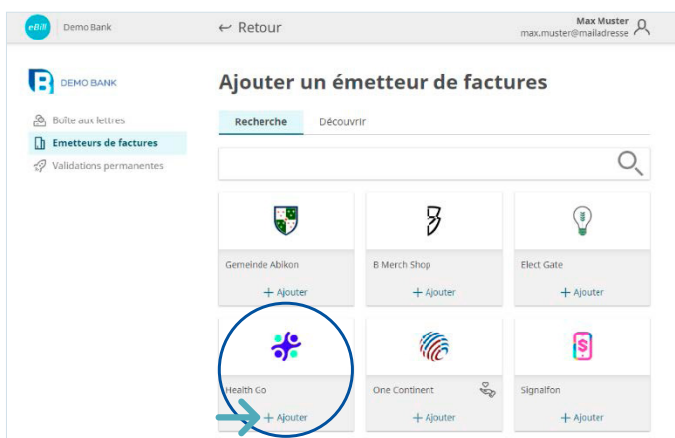 eBill Demo Bank
Retour
Max Muster
max.muster@mailadresse
DEMO BANK
Ajouter un émetteur de factures
Boîte aux lettres
Emetteurs de factures
Validations permanentes
Recherche Découvrir
Gemeinde Abikon B Merch Shop Elect Gate
+ Ajouter + Ajouter + Ajouter
Health Go One Continent Signalfon
+ Ajouter + Ajouter + Ajouter